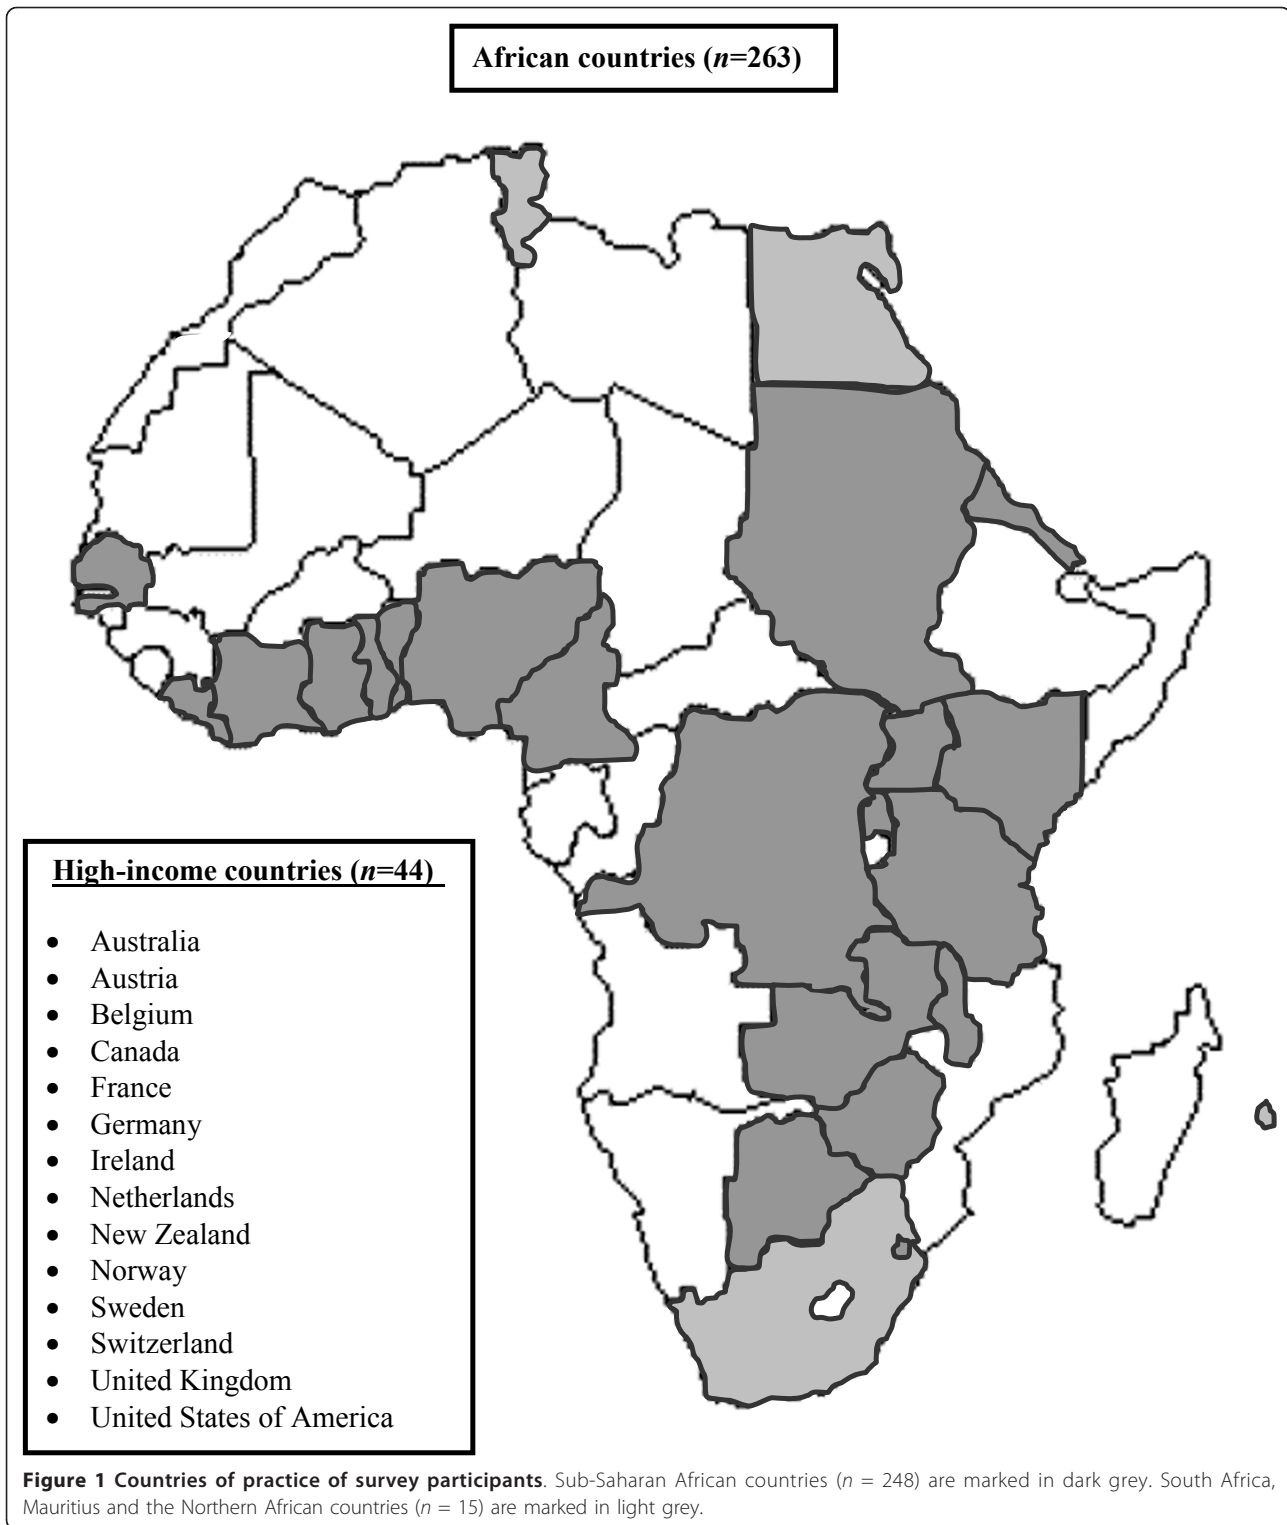 African countries (n=263)
High-income countries (n=44)
• Australia
• Austria
• Belgium
• Canada
• France
• Germany
• Ireland
• Netherlands
• New Zealand
• Norway
• Sweden
• Switzerland
• United Kingdom
• United States of America
Figure 1 Countries of practice of survey participants. Sub-Saharan African countries (n = 248) are marked in dark grey. South Africa,
Mauritius and the Northern African countries (n = 15) are marked in light grey.